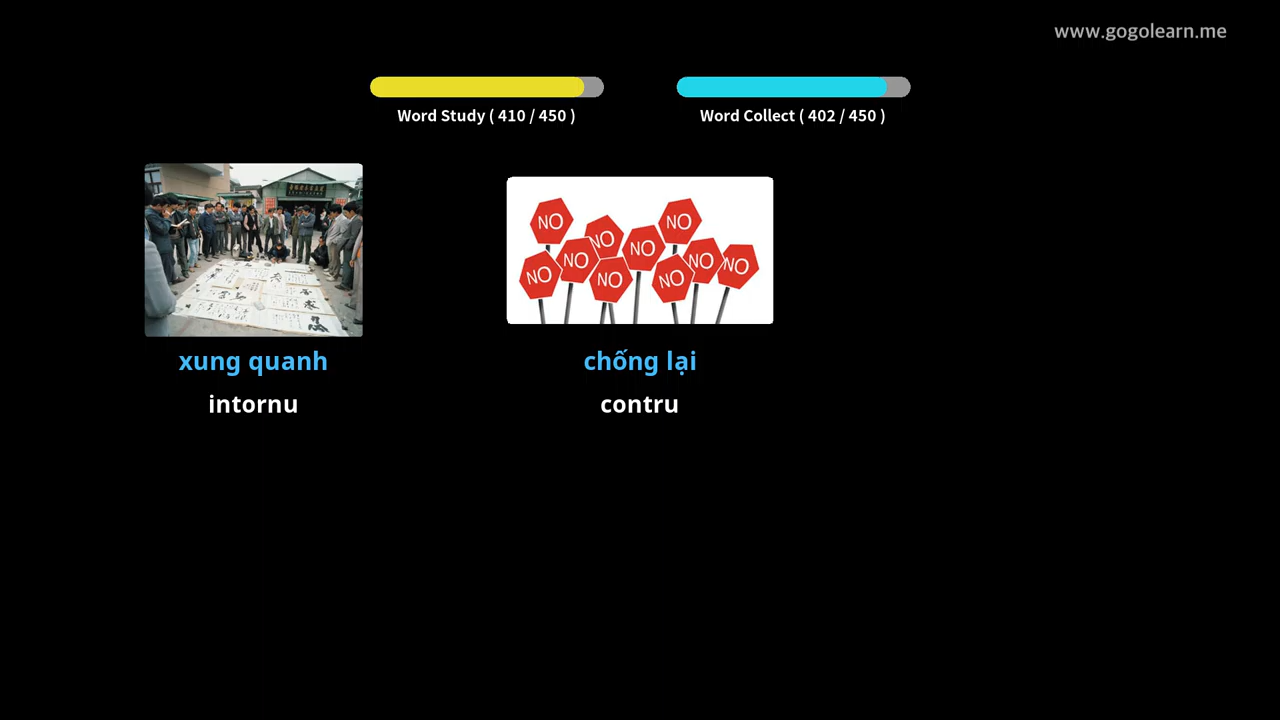 www.gogolearn.me
Word Study ( 410 / 450 )
Word Collect ( 402 / 450 )
NO
NO
NO
NO
NO
NO
NO
NO
NO
NO
xung quanh
chống lại
intornu
contru